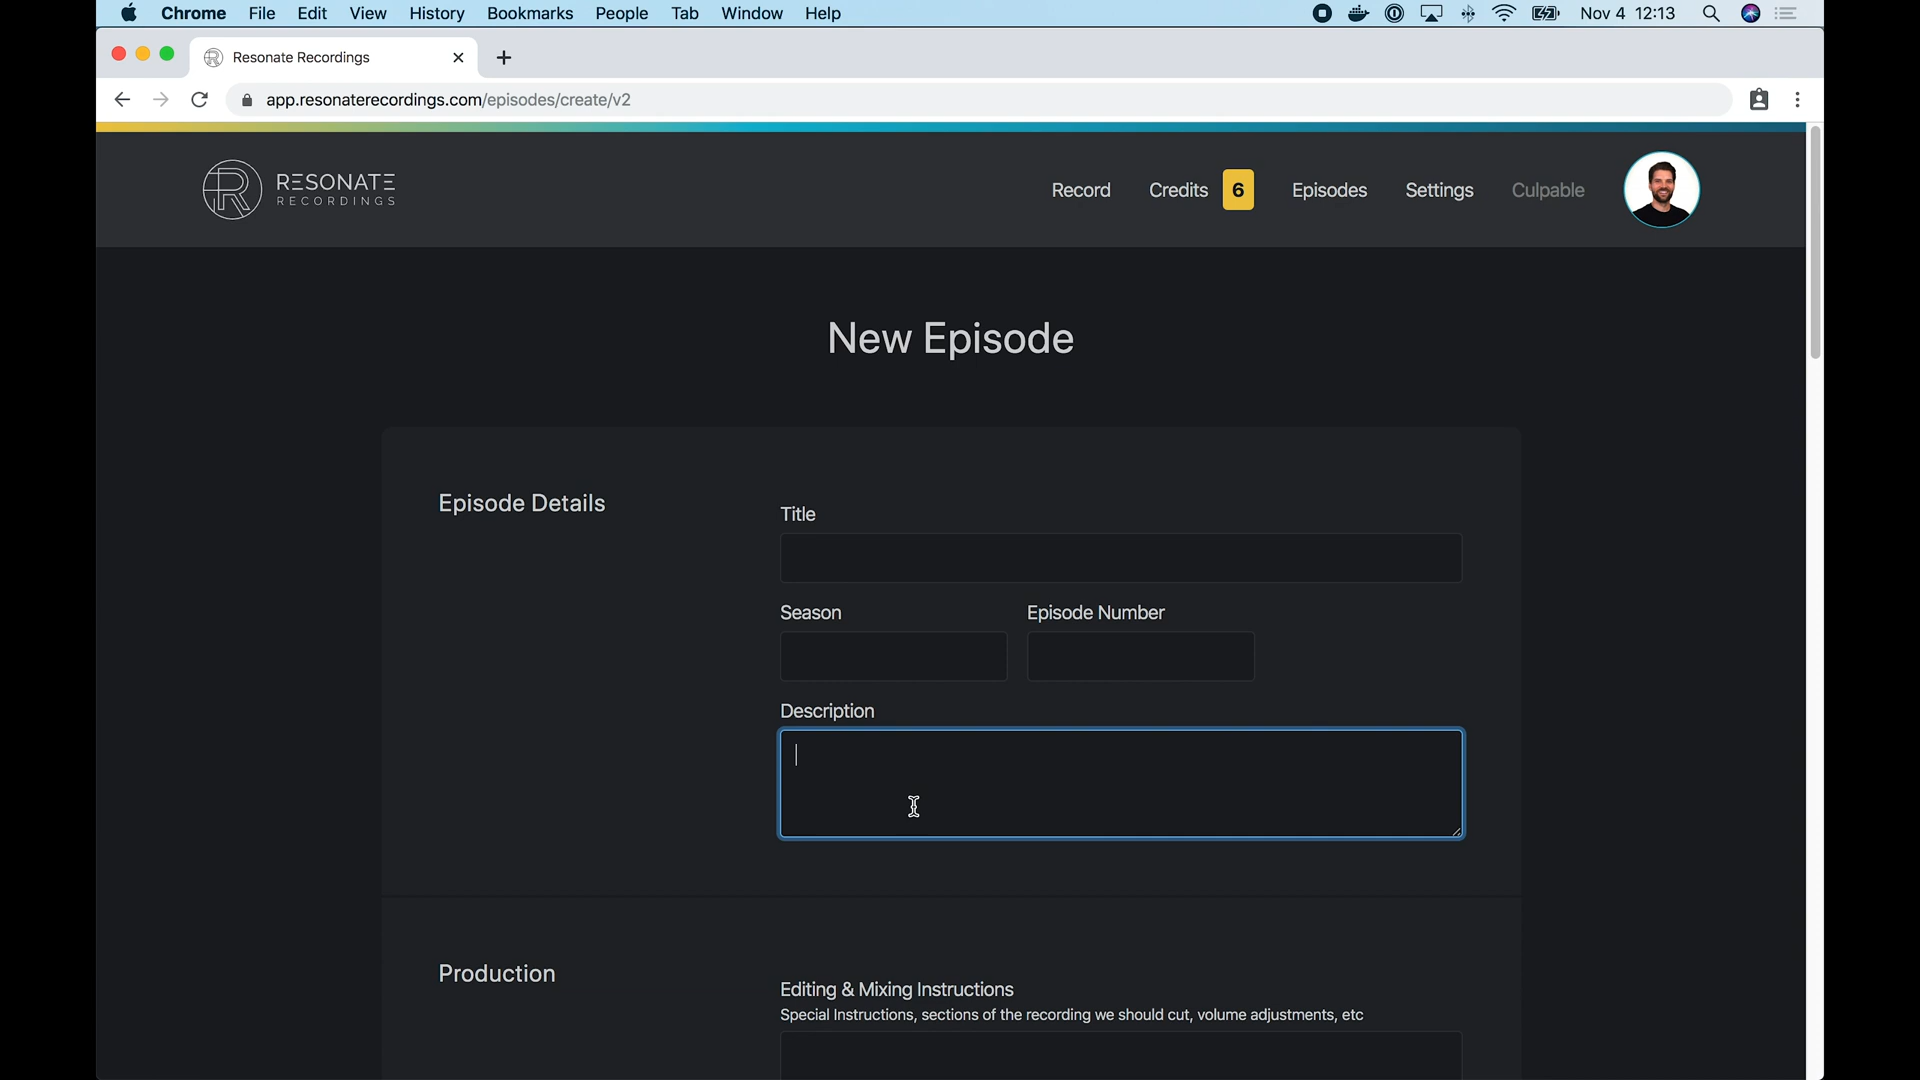 Chrome File Edit View History Bookmarks People Tab Window Help Nov 4 12:13
Resonate Recordings
app.resonaterecordings.com/episodes/create/v2
RESONATE
RECORDINGS
Record Credits 6 Episodes Settings Culpable
New Episode
Episode Details
Title
Season Episode Number
Description
Production
Editing & Mixing Instructions
Special Instructions, sections of the recording we should cut, volume adjustments, etc